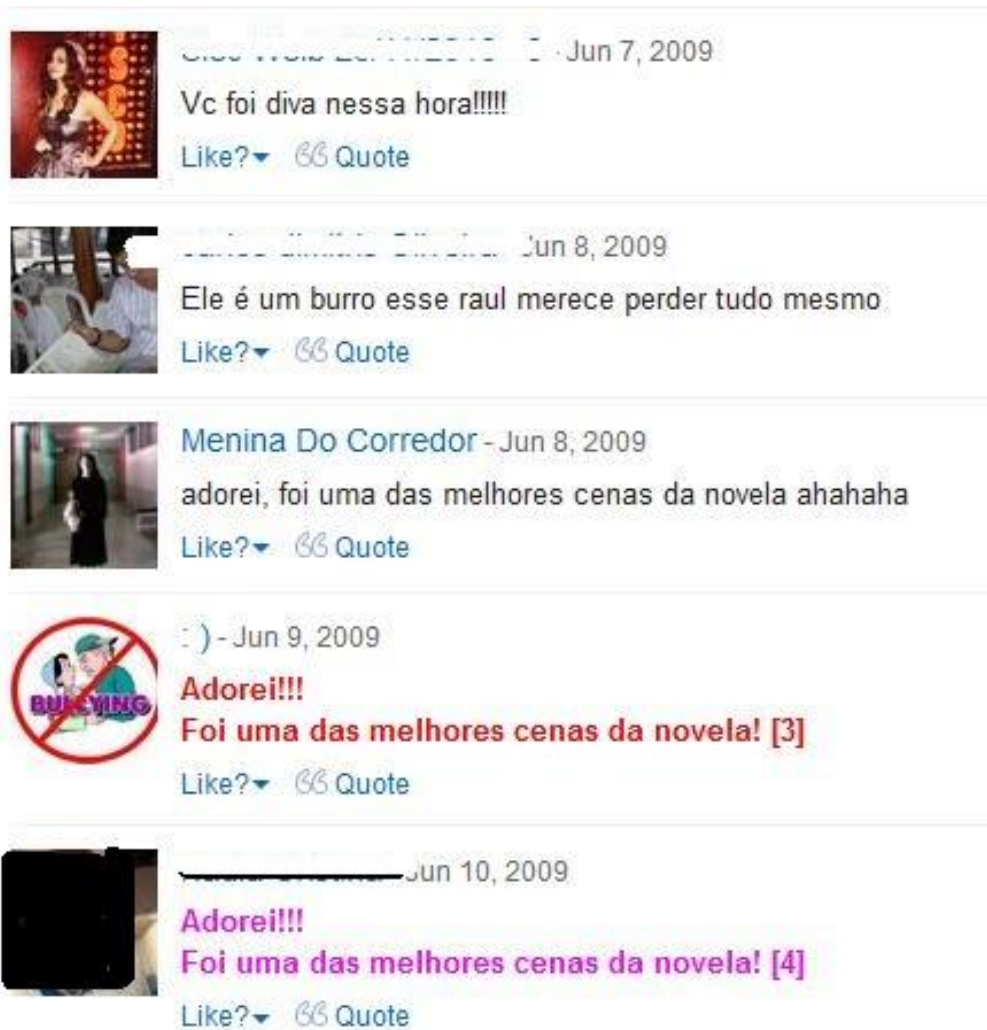 Jun 7, 2009
Vc foi diva nessa hora!!!!!
Like? Quote
Jun 8, 2009
Ele é um burro esse raul merece perder tudo mesmo
Like? Quote
Menina Do Corredor - Jun 8, 2009
adorei, foi uma das melhores cenas da novela ahahaha
Like? Quote
BULLYING
: ) - Jun 9, 2009
Adorei!!!
Foi uma das melhores cenas da novela! [3]
Like? Quote
Jun 10, 2009
Adorei!!!
Foi uma das melhores cenas da novela! [4]
Like? Quote